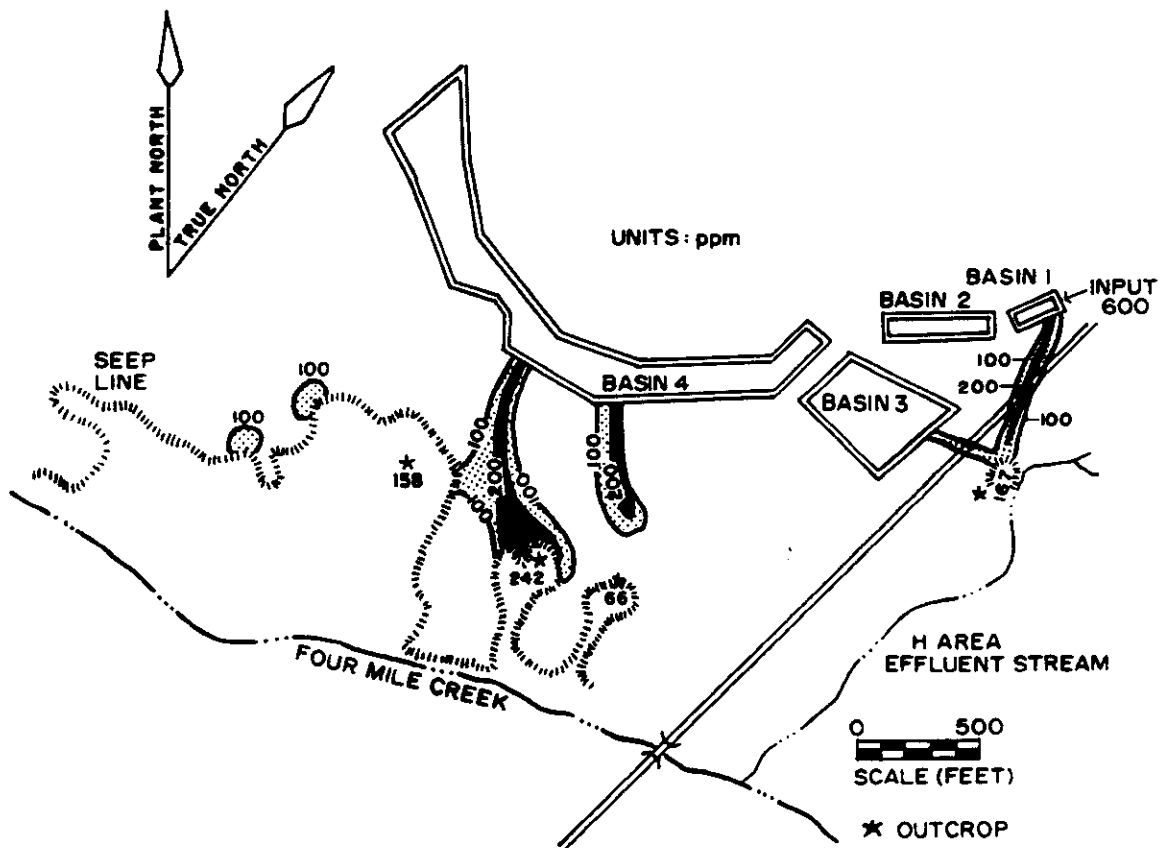 PLANT NORTH
TRUE NORTH
UNITS: ppm
BASIN 1
INPUT
600
BASIN 2
100
200
100
SEEP
LINE
100
100
BASIN 4
BASIN 3
158
100
200
100
100
100
167
242
66
FOUR MILE CREEK
H AREA
EFFLUENT STREAM
0 500
SCALE (FEET)
★ OUTCROP